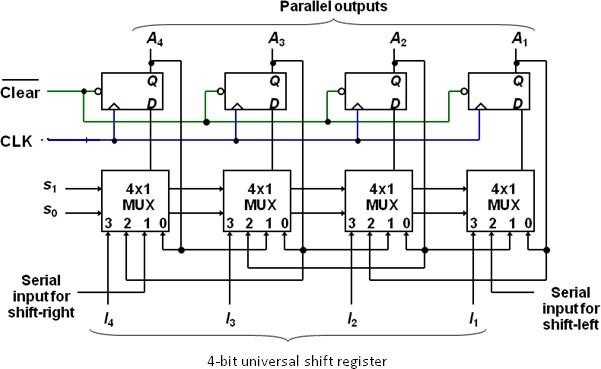 Parallel outputs
A4 A3 A2 A1
Q Q Q Q
Clear
D D D D
CLK
4x1 4x1 4x1 4x1
s1
MUX MUX MUX MUX
s0
3 2 1 0 3 2 1 0 3 2 1 0 3 2 1 0
Serial
input for
shift-right
Serial
input for
shift-left
I4 I3 I2 I1
4-bit universal shift register